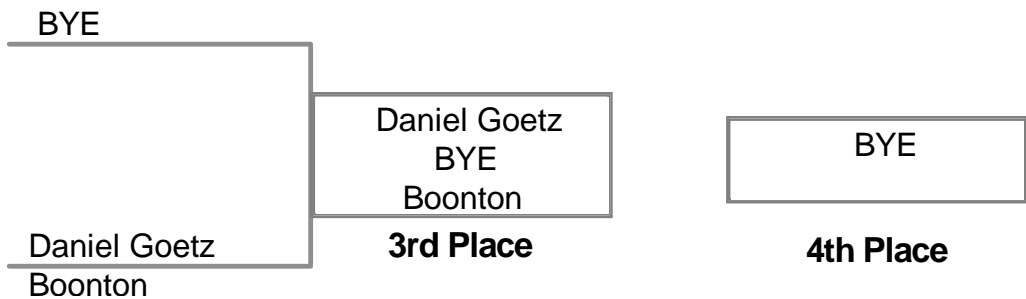 BYE
Daniel Goetz
BYE
Boonton
3rd Place
BYE
4th Place
Daniel Goetz
Boonton